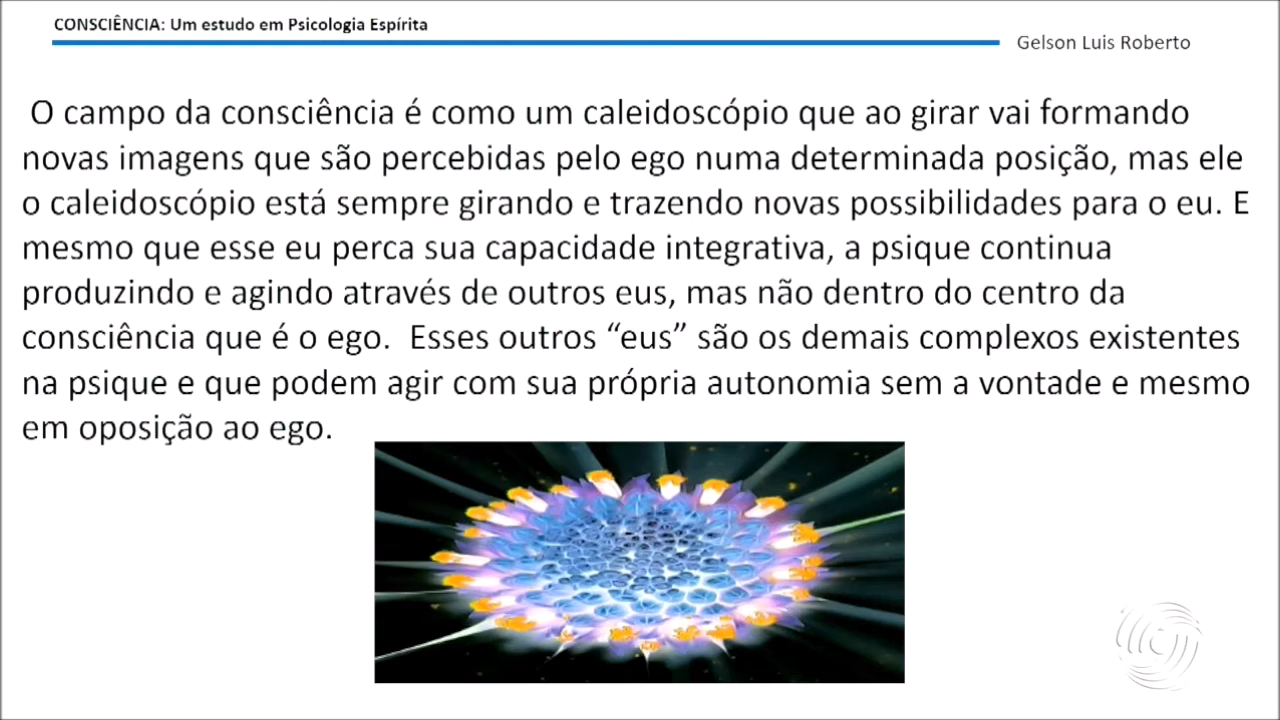 CONSCIÊNCIA: Um estudo em Psicologia Espírita
Gelson Luis Roberto
O campo da consciência é como um caleidoscópio que ao girar vai formando
novas imagens que são percebidas pelo ego numa determinada posição, mas ele
o caleidoscópio está sempre girando e trazendo novas possibilidades para o eu. E
mesmo que esse eu perca sua capacidade integrativa, a psique continua
produzindo e agindo através de outros eus, mas não dentro do centro da
consciência que é o ego.  Esses outros “eus” são os demais complexos existentes
na psique e que podem agir com sua própria autonomia sem a vontade e mesmo
em oposição ao ego.